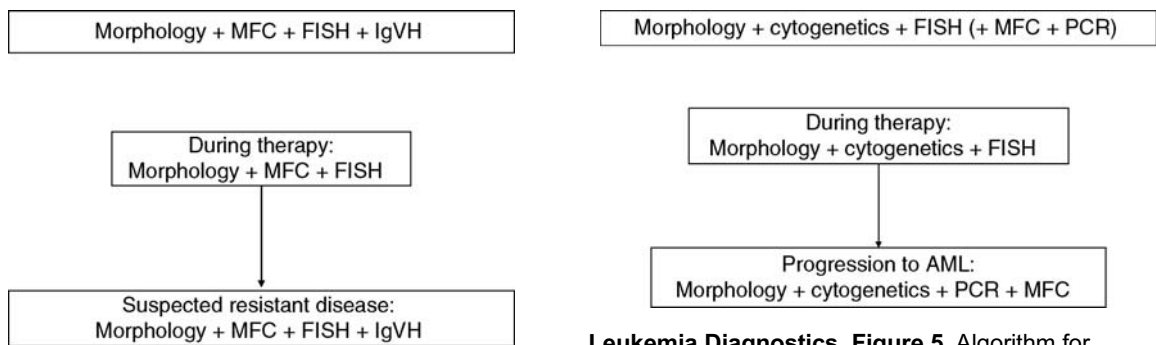 Morphology + MFC + FISH + IgVH
During therapy:
Morphology + MFC + FISH
Suspected resistant disease:
Morphology + MFC + FISH + IgVH
Morphology + cytogenetics + FISH (+ MFC + PCR)
During therapy:
Morphology + cytogenetics + FISH
Progression to AML:
Morphology + cytogenetics + PCR + MFC
Leukemia Diagnostics. Figure 5. Algorithm for